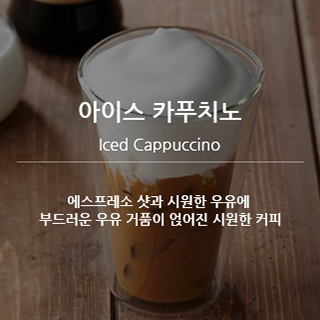 아이스 카푸치노
Iced Cappuccino
에스프레소 샷과 시원한 우유에
부드러운 우유 거품이 얹어진 시원한 커피